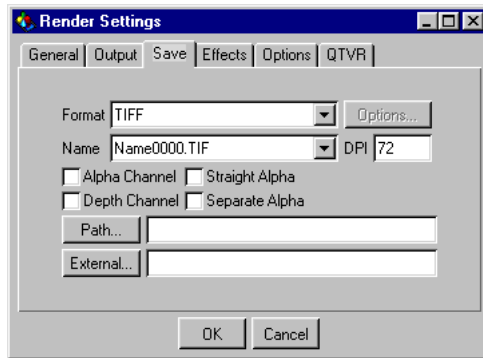 Render Settings
General Output Save Effects Options QTVR
Format TIFF Options...
Name Name0000.TIF DPI 72
Alpha Channel Straight Alpha
Depth Channel Separate Alpha
Path...
External...
OK Cancel